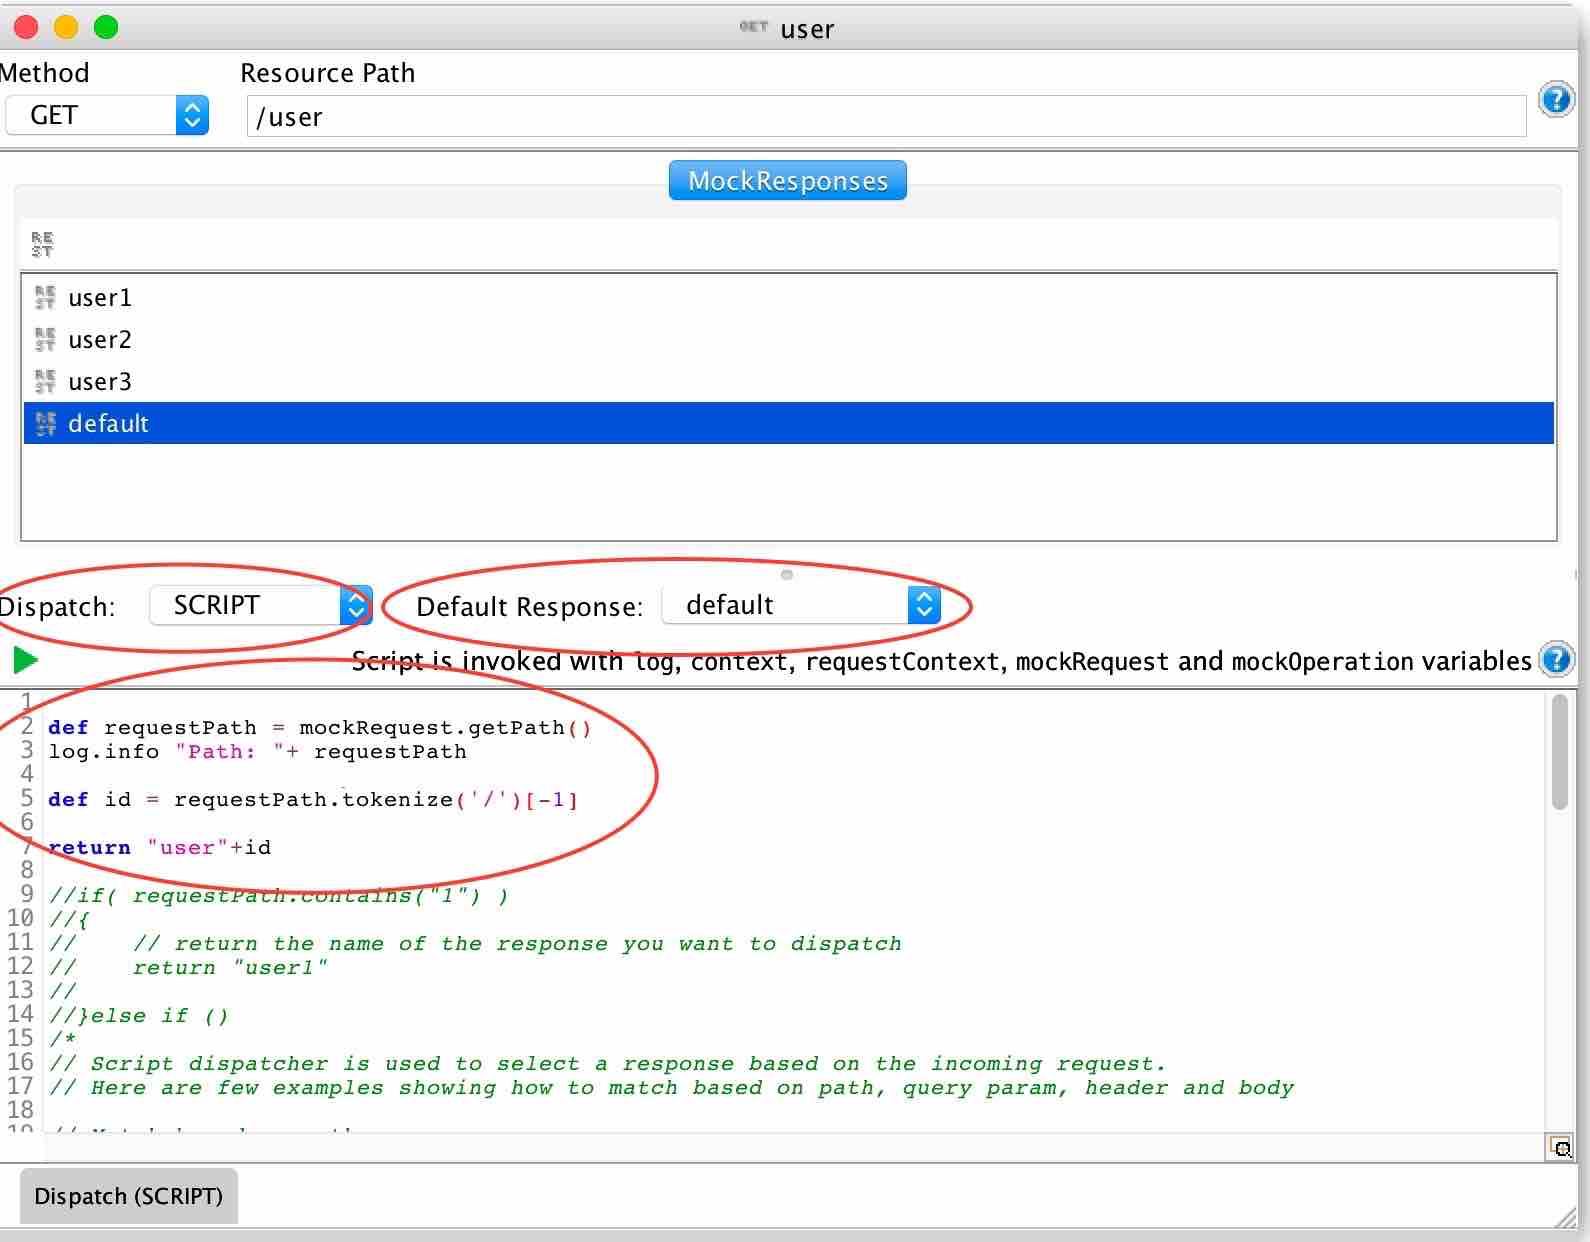 GET user
Method Resource Path
GET /user
MockResponses
RE
ST
REST user1
REST user2
REST user3
REST default
Dispatch: SCRIPT Default Response: default
Script is invoked with log, context, requestContext, mockRequest and mockOperation variables
1
2 def requestPath = mockRequest.getPath()
3 log.info "Path: "+ requestPath
4
5 def id = requestPath.tokenize('/')[-1]
6
7 return "user"+id
8
9 //if( requestPath.contains("1") )
10 //{
11 //    // return the name of the response you want to dispatch
12 //    return "user1"
13 //
14 //}else if ()
15 /*
16 // Script dispatcher is used to select a response based on the incoming request.
17 // Here are few examples showing how to match based on path, query param, header and body
18
Dispatch (SCRIPT)